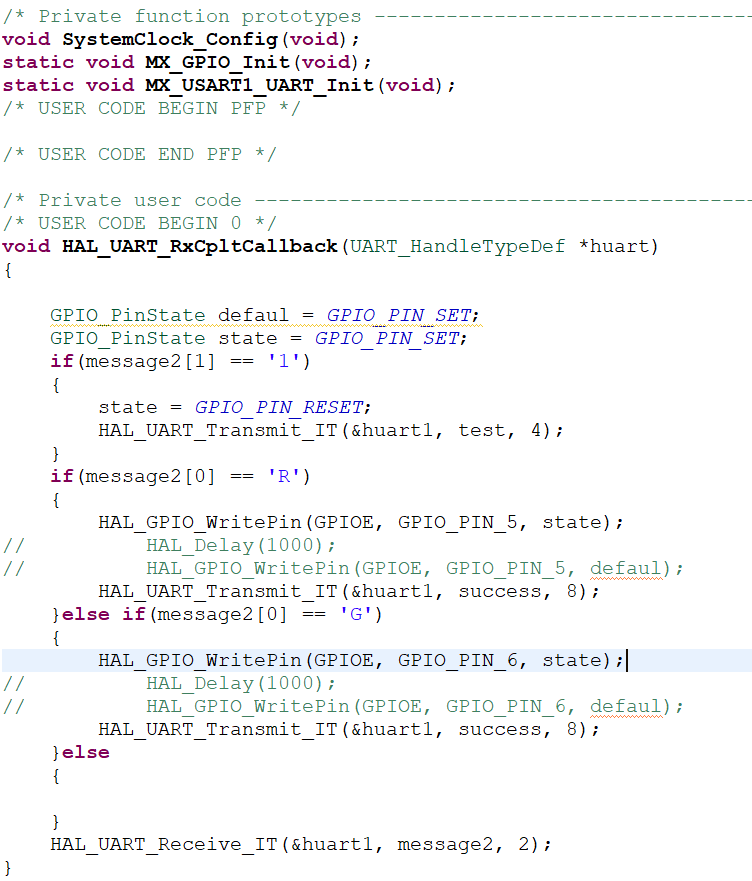 /* Private function prototypes -----------------------------------------------
void SystemClock_Config(void);
static void MX_GPIO_Init(void);
static void MX_USART1_UART_Init(void);
/* USER CODE BEGIN PFP */
/* USER CODE END PFP */
/* Private user code ---------------------------------------------------------
/* USER CODE BEGIN 0 */
void HAL_UART_RxCpltCallback(UART_HandleTypeDef *huart)
{
    GPIO_PinState defaul = GPIO_PIN_SET;
    GPIO_PinState state = GPIO_PIN_SET;
    if(message2[1] == '1')
    {
        state = GPIO_PIN_RESET;
        HAL_UART_Transmit_IT(&huart1, test, 4);
    }
    if(message2[0] == 'R')
    {
        HAL_GPIO_WritePin(GPIOE, GPIO_PIN_5, state);
//          HAL_Delay(1000);
//          HAL_GPIO_WritePin(GPIOE, GPIO_PIN_5, defaul);
        HAL_UART_Transmit_IT(&huart1, success, 8);
    }else if(message2[0] == 'G')
    {
        HAL_GPIO_WritePin(GPIOE, GPIO_PIN_6, state);
//          HAL_Delay(1000);
//          HAL_GPIO_WritePin(GPIOE, GPIO_PIN_6, defaul);
        HAL_UART_Transmit_IT(&huart1, success, 8);
    }else
    {
    }
    HAL_UART_Receive_IT(&huart1, message2, 2);
}